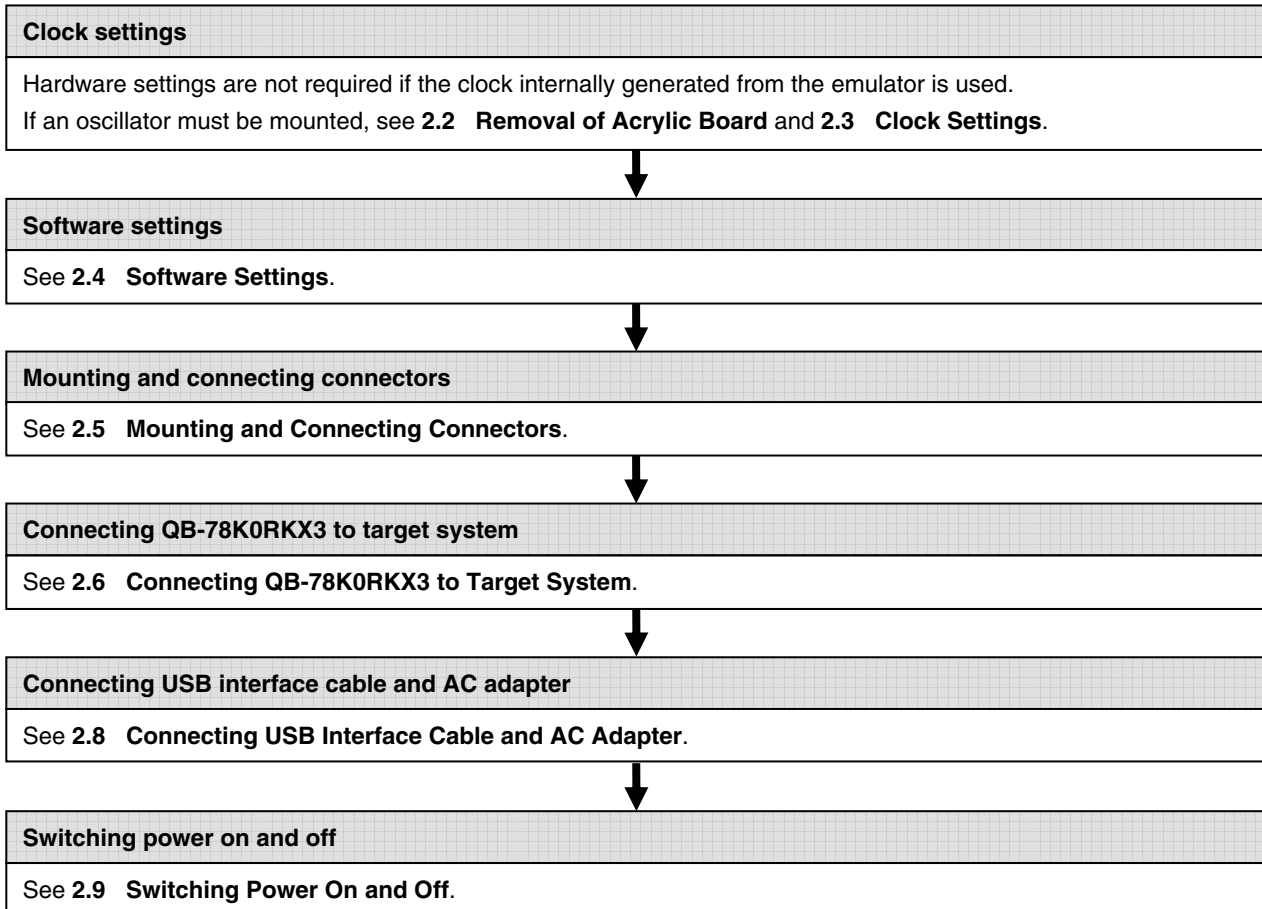 Clock settings
Hardware settings are not required if the clock internally generated from the emulator is used.
If an oscillator must be mounted, see 2.2 Removal of Acrylic Board and 2.3 Clock Settings.
Software settings
See 2.4 Software Settings.
Mounting and connecting connectors
See 2.5 Mounting and Connecting Connectors.
Connecting QB-78K0RKX3 to target system
See 2.6 Connecting QB-78K0RKX3 to Target System.
Connecting USB interface cable and AC adapter
See 2.8 Connecting USB Interface Cable and AC Adapter.
Switching power on and off
See 2.9 Switching Power On and Off.